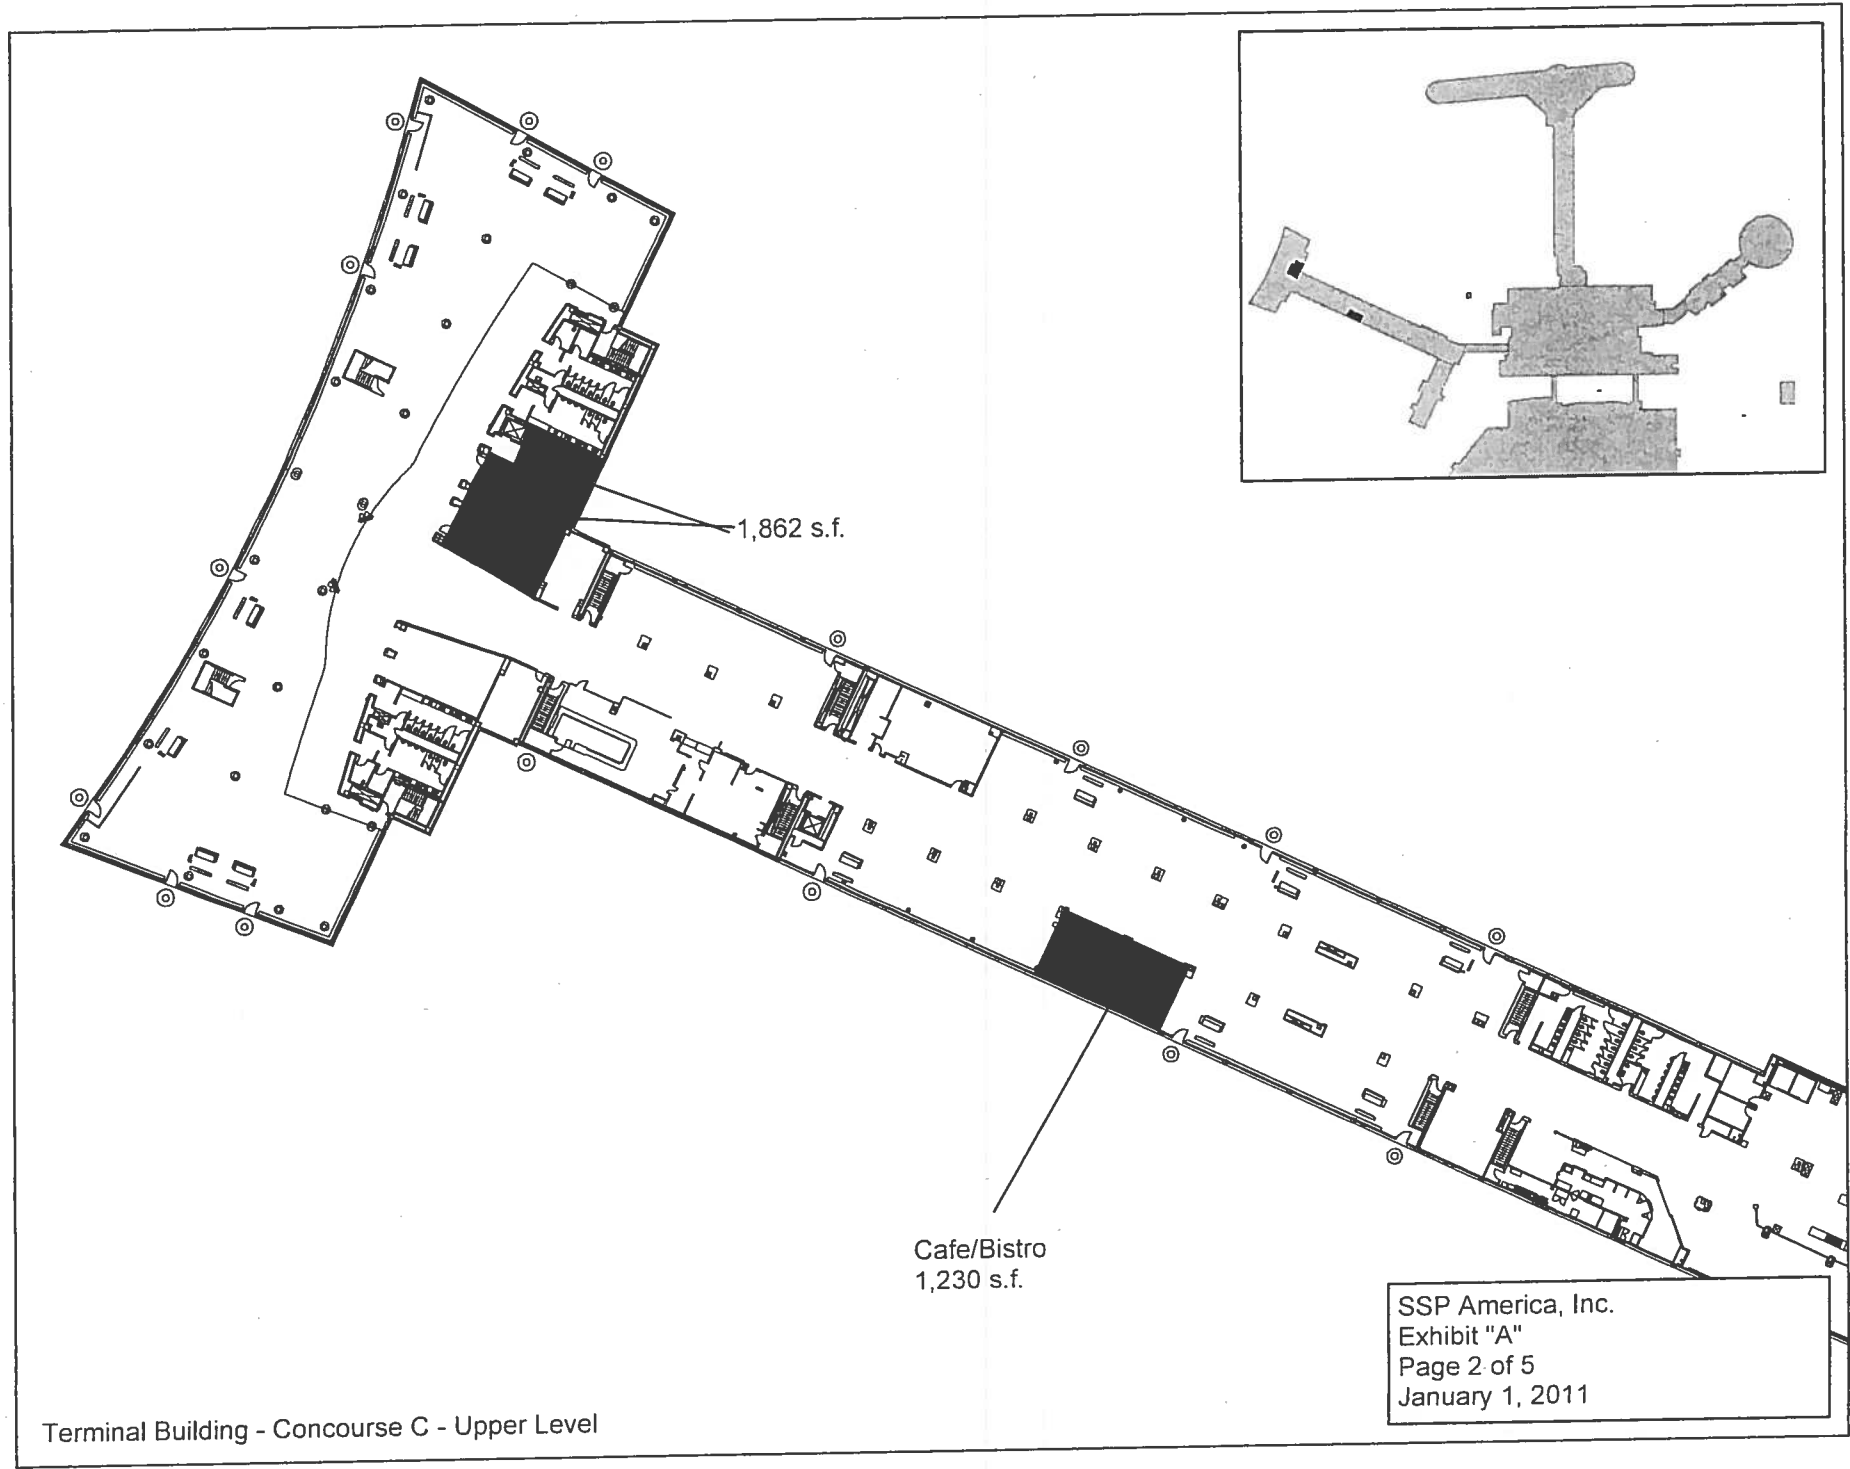 1,862 s.f.
Cafe/Bistro
1,230 s.f.
SSP America, Inc.
Exhibit "A"
Page 2 of 5
January 1, 2011
Terminal Building - Concourse C - Upper Level